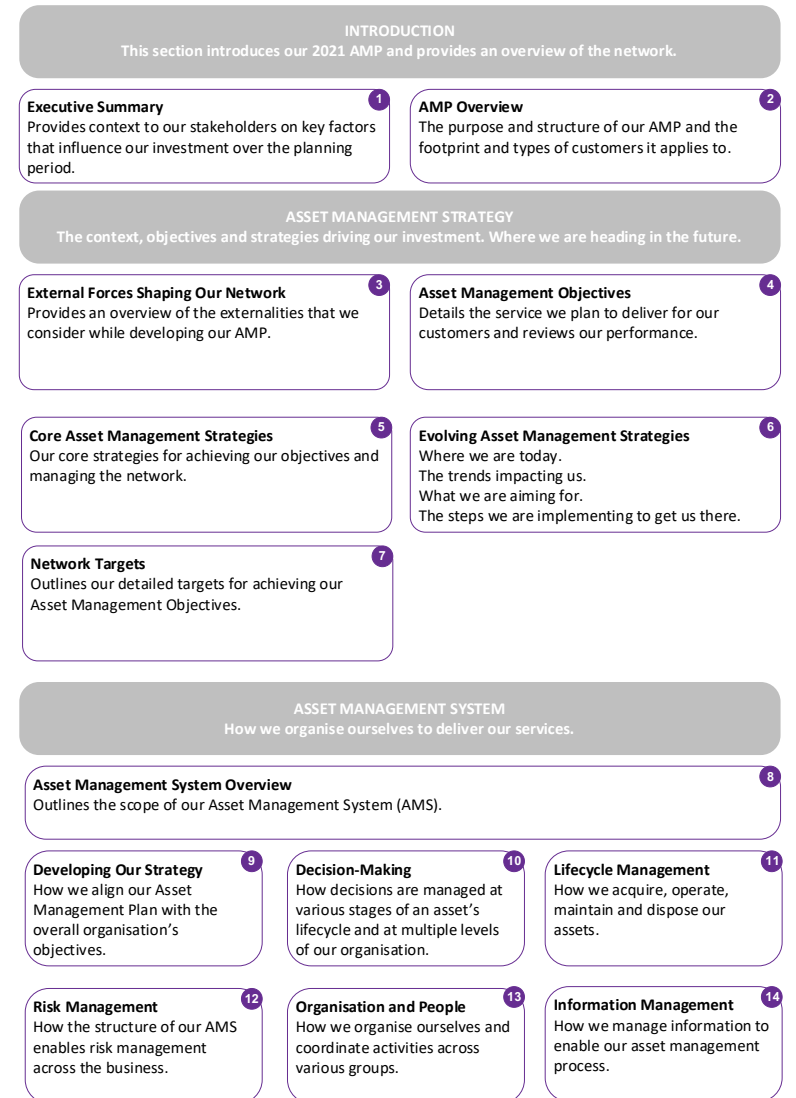 INTRODUCTION
This section introduces our 2021 AMP and provides an overview of the network.
1
Executive Summary
Provides context to our stakeholders on key factors
that influence our investment over the planning
period.
2
AMP Overview
The purpose and structure of our AMP and the
footprint and types of customers it applies to.
ASSET MANAGEMENT STRATEGY
The context, objectives and strategies driving our investment. Where we are heading in the future.
3
External Forces Shaping Our Network
Provides an overview of the externalities that we
consider while developing our AMP.
4
Asset Management Objectives
Details the service we plan to deliver for our
customers and reviews our performance.
5
Core Asset Management Strategies
Our core strategies for achieving our objectives and
managing the network.
6
Evolving Asset Management Strategies
Where we are today.
The trends impacting us.
What we are aiming for.
The steps we are implementing to get us there.
7
Network Targets
Outlines our detailed targets for achieving our
Asset Management Objectives.
ASSET MANAGEMENT SYSTEM
How we organise ourselves to deliver our services.
8
Asset Management System Overview
Outlines the scope of our Asset Management System (AMS).
9
Developing Our Strategy
How we align our Asset
Management Plan with the
overall organisation's
objectives.
10
Decision-Making
How decisions are managed at
various stages of an asset's
lifecycle and at multiple levels
of our organisation.
11
Lifecycle Management
How we acquire, operate,
maintain and dispose our
assets.
12
Risk Management
How the structure of our AMS
enables risk management
across the business.
13
Organisation and People
How we organise ourselves and
coordinate activities across
various groups.
14
Information Management
How we manage information to
enable our asset management
process.